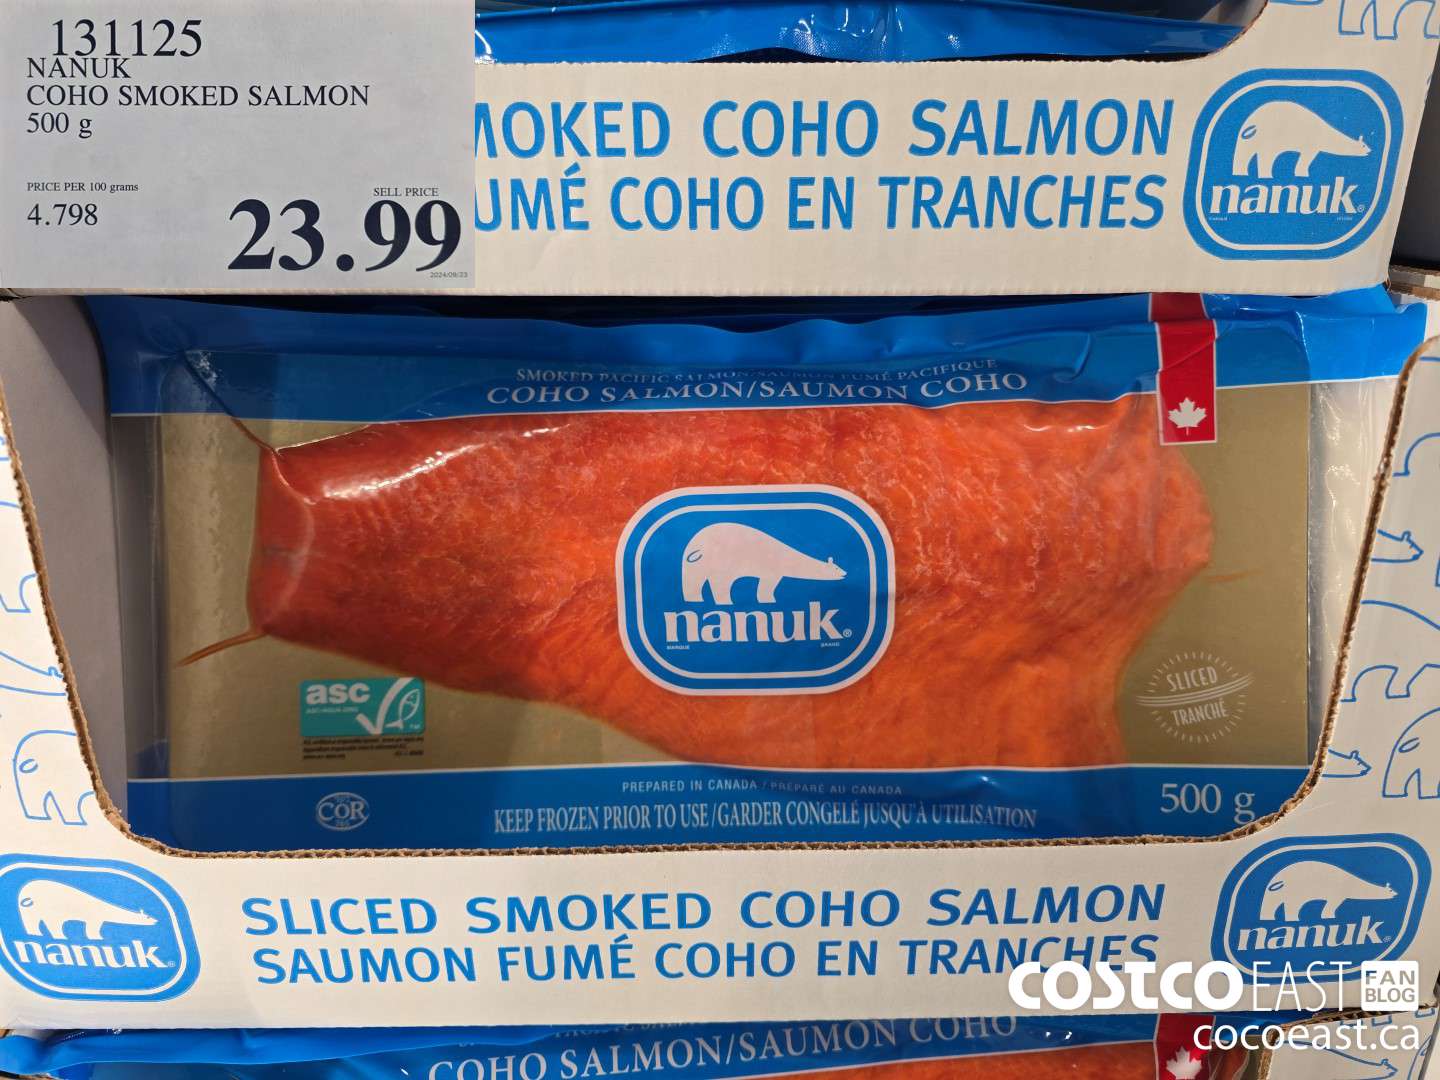 131125
NANUK
COHO SMOKED SALMON
500 g
PRICE PER 100 grams
4.798
SELL PRICE
23.99
2024/09/23
MOKED COHO SALMON
UMÉ COHO EN TRANCHES
nanuk®
SMOKED PACIFIC SALMON/SAUMON FUMÉ PACIFIQUE
COHO SALMON/SAUMON COHO
nanuk®
MARQUE BRAND
asc
SLICED
TRANCHÉ
PREPARED IN CANADA / PRÉPARÉ AU CANADA
KEEP FROZEN PRIOR TO USE/GARDER CONGELÉ JUSQU'À UTILISATION
COR
500 g
nanuk®
SLICED SMOKED COHO SALMON
SAUMON FUMÉ COHO EN TRANCHES
nanuk®
COSTCO EAST FAN BLOG
cocoeast.ca
COHO SALMON/SAUMON COHO